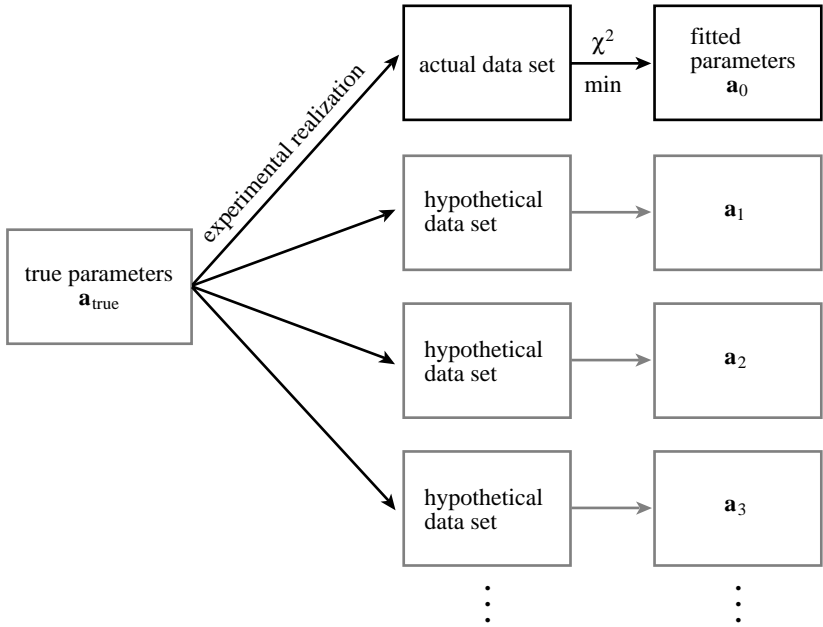 experimental realization
actual data set
χ²
min
fitted
parameters
a₀
hypothetical
data set
a₁
true parameters
a_true
hypothetical
data set
a₂
hypothetical
data set
a₃